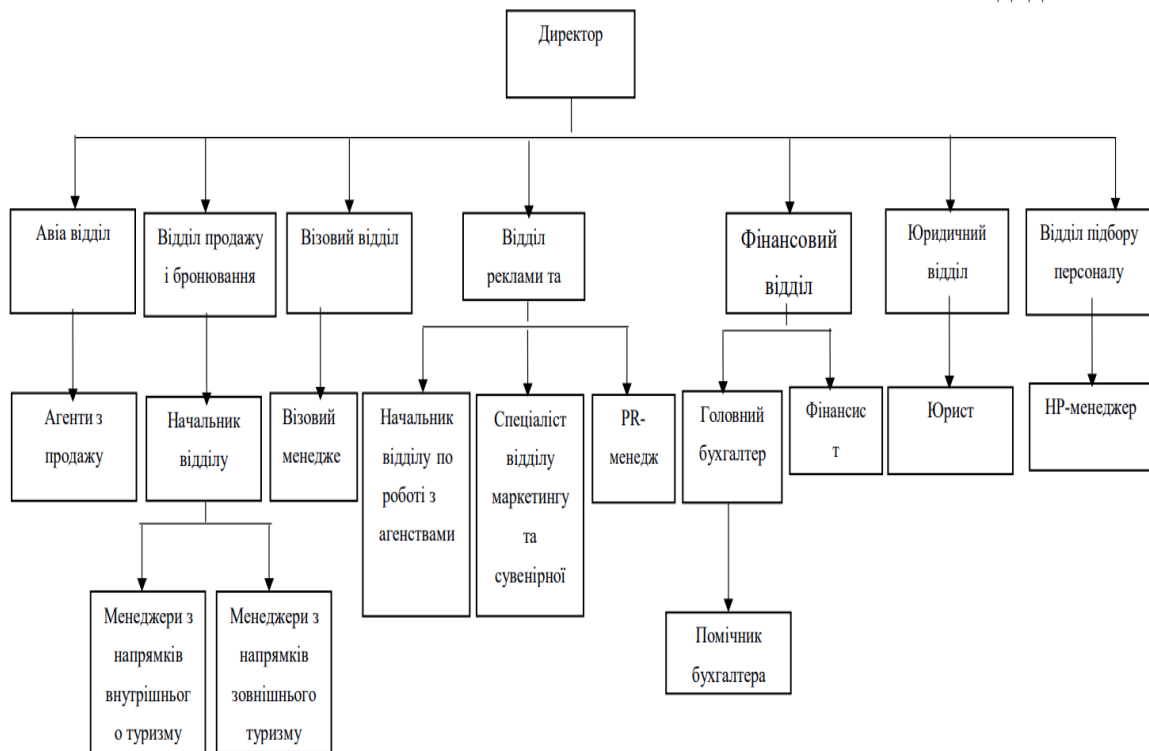 Директор
Авіа відділ
Відділ продажу
і бронювання
Візовий відділ
Відділ
реклами та
Фінансовий
відділ
Юридичний
відділ
Відділ підбору
персоналу
Агенти з
продажу
Начальник
відділу
Візовий
менедже
Начальник
відділу по
роботі з
агенствами
Спеціаліст
відділу
маркетингу
та
сувенірної
PR-
менедж
Головний
бухгалтер
Фінансис
т
Юрист
HP-менеджер
Менеджери з
напрямків
внутрішньог
о туризму
Менеджери з
напрямків
зовнішнього
туризму
Помічник
бухгалтера